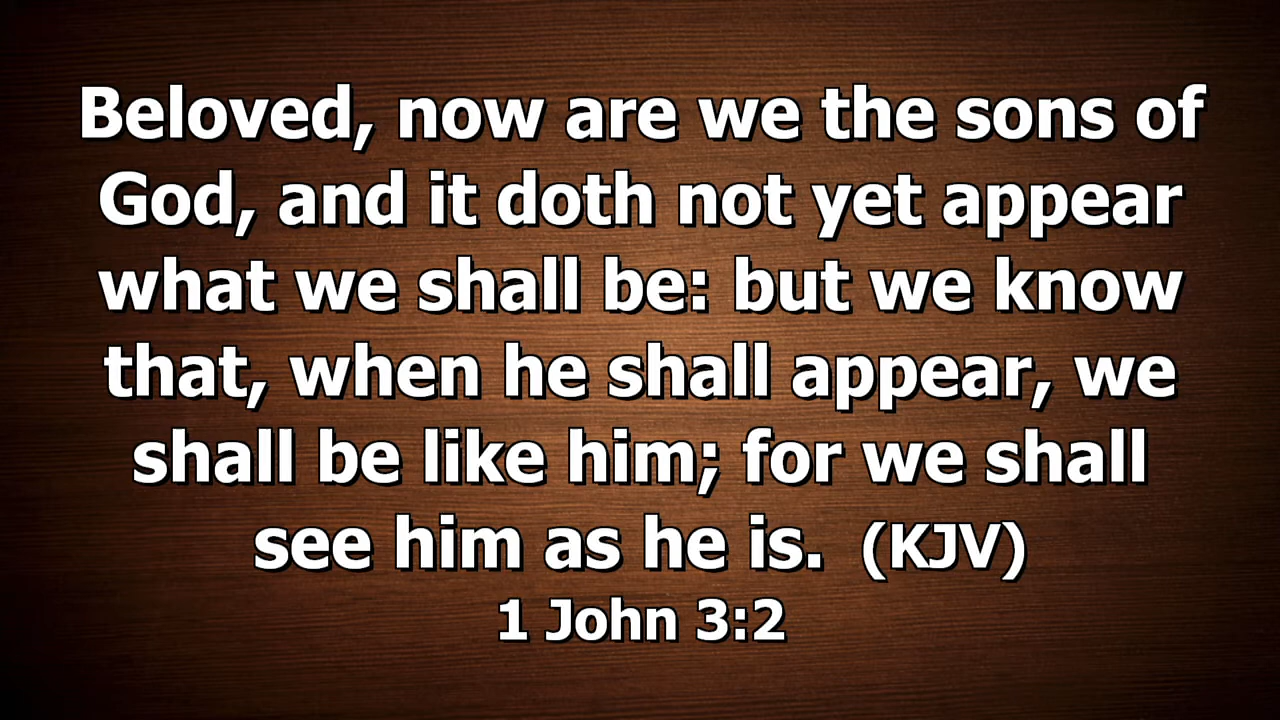 Beloved, now are we the sons of
God, and it doth not yet appear
what we shall be: but we know
that, when he shall appear, we
shall be like him; for we shall
see him as he is. (KJV)
1 John 3:2